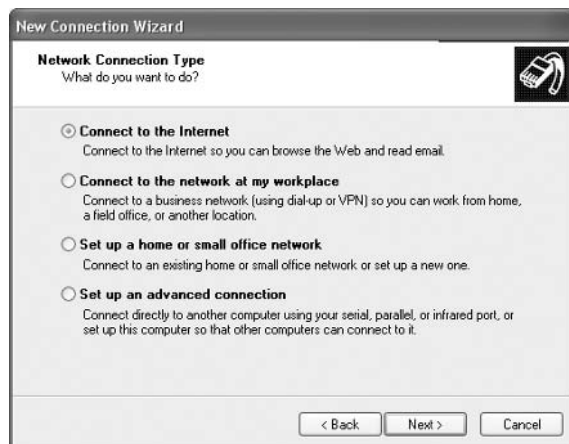 New Connection Wizard
Network Connection Type
What do you want to do?
Connect to the Internet
Connect to the Internet so you can browse the Web and read email.
Connect to the network at my workplace
Connect to a business network (using dial-up or VPN) so you can work from home,
a field office, or another location.
Set up a home or small office network
Connect to an existing home or small office network or set up a new one.
Set up an advanced connection
Connect directly to another computer using your serial, parallel, or infrared port, or
set up this computer so that other computers can connect to it.
< Back Next > Cancel